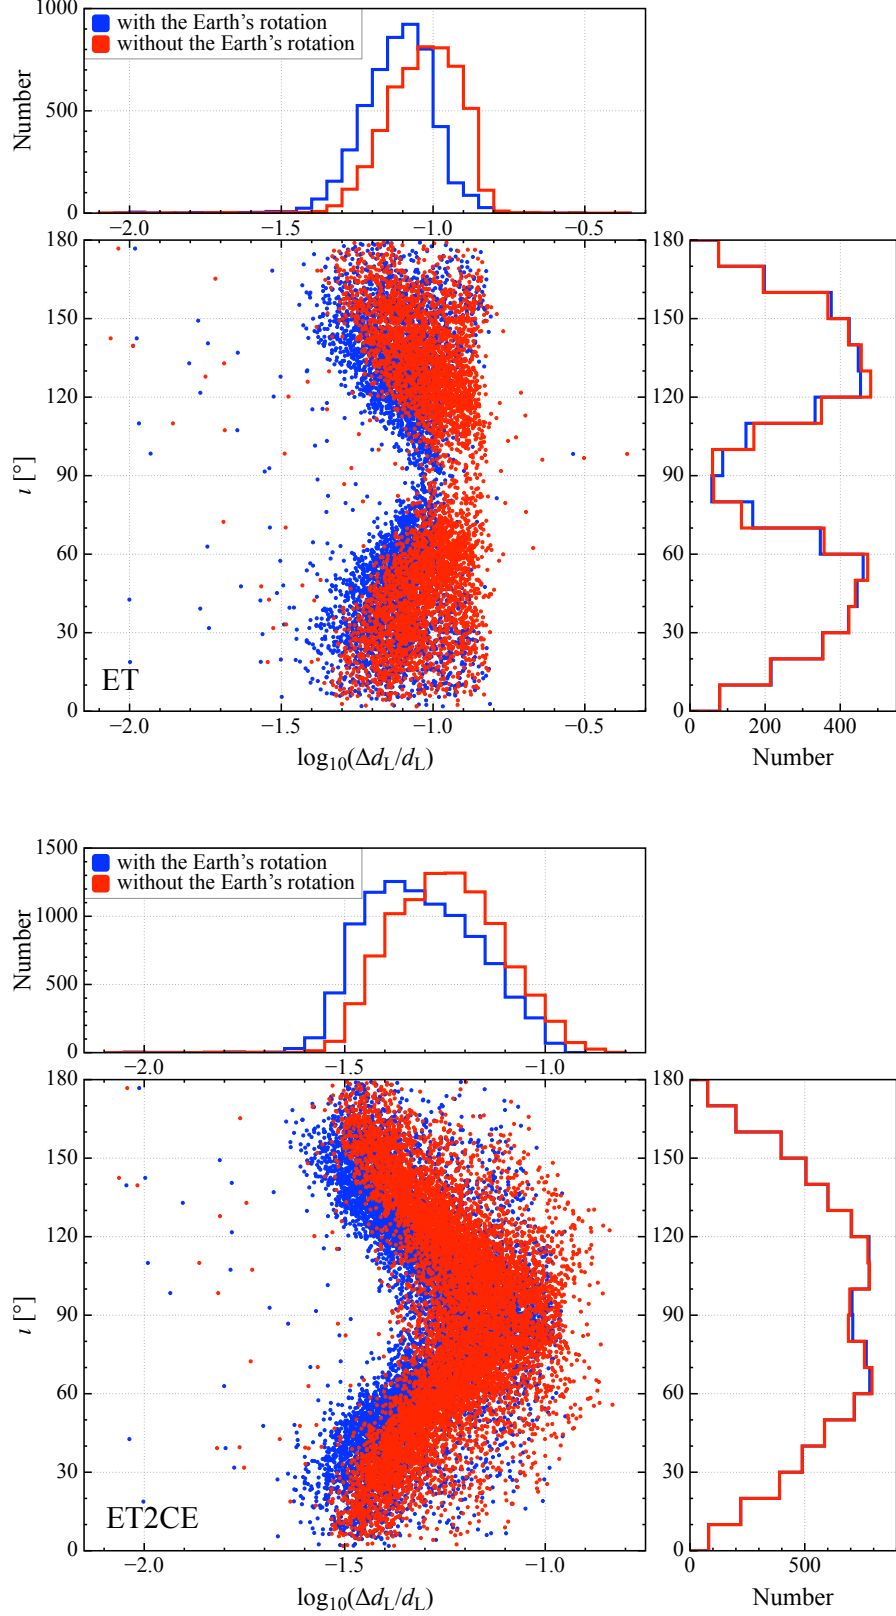 1000
500
0
Number
with the Earth's rotation
without the Earth's rotation
−2.0 −1.5 −1.0 −0.5
180
150
120
90
60
30
0
ι [°]
ET
−2.0 −1.5 −1.0 −0.5
log10(ΔdL/dL)
180
150
120
90
60
30
0
0 200 400
Number
1500
1000
500
0
Number
with the Earth's rotation
without the Earth's rotation
−2.0 −1.5 −1.0
180
150
120
90
60
30
0
ι [°]
ET2CE
−2.0 −1.5 −1.0
log10(ΔdL/dL)
180
150
120
90
60
30
0
0 500
Number